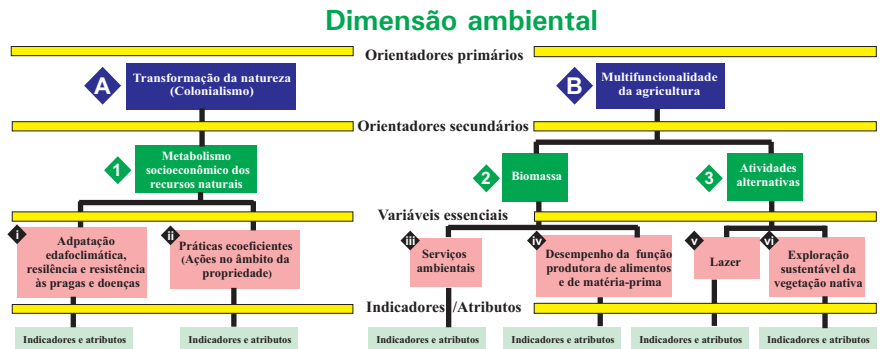 Dimensão ambiental
Orientadores primários
A
Transformação da natureza
(Colonialismo)
B
Multifuncionalidade
da agricultura
Orientadores secundários
1
Metabolismo
socioeconômico dos
recursos naturais
2
Biomassa
3
Atividades
alternativas
Variáveis essenciais
i
Adpatação
edafoclimática,
resilência e resistência
às pragas e doenças
ii
Práticas ecoeficientes
(Ações no âmbito da
propriedade)
iii
Serviços
ambientais
iv
Desempenho da função
produtora de alimentos
e de matéria-prima
v
Lazer
vi
Exploração
sustentável da
vegetação nativa
Indicadores /Atributos
Indicadores e atributos
Indicadores e atributos
Indicadores e atributos
Indicadores e atributos
Indicadores e atributos
Indicadores e atributos